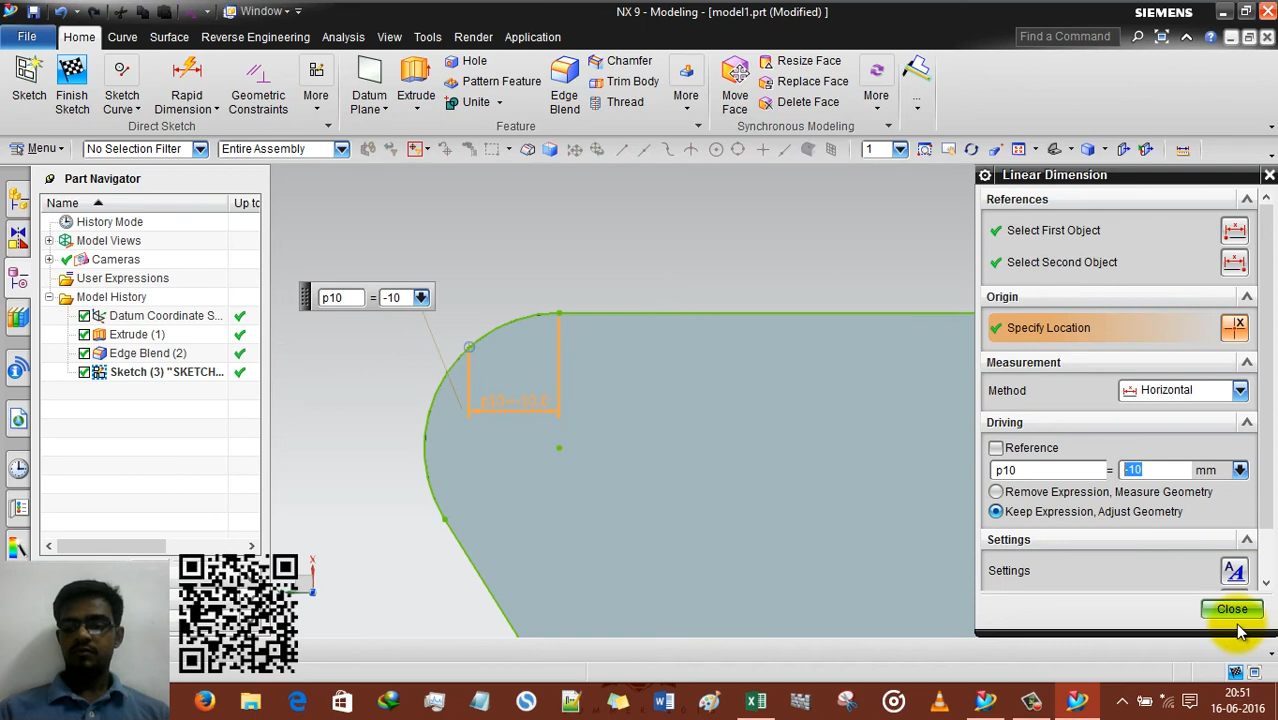 Window
NX 9 - Modeling - [model1.prt (Modified) ]
SIEMENS
File
Home
Curve
Surface
Reverse Engineering
Analysis
View
Tools
Render
Application
Find a Command
Sketch
Finish Sketch
Sketch Curve
Rapid Dimension
Geometric Constraints
More
Direct Sketch
Datum Plane
Extrude
Hole
Pattern Feature
Unite
Edge Blend
Chamfer
Trim Body
Thread
More
Feature
Move Face
Resize Face
Replace Face
Delete Face
More
Synchronous Modeling
...
Menu
No Selection Filter
Entire Assembly
1
Part Navigator
Name
Up to
History Mode
Model Views
Cameras
User Expressions
Model History
Datum Coordinate S...
Extrude (1)
Edge Blend (2)
Sketch (3) "SKETCH...
p10 = -10
X
Linear Dimension
References
Select First Object
Select Second Object
Origin
Specify Location
Measurement
Method
Horizontal
Driving
Reference
p10 = -10 mm
Remove Expression, Measure Geometry
Keep Expression, Adjust Geometry
Settings
Settings
Close
20:51
16-06-2016